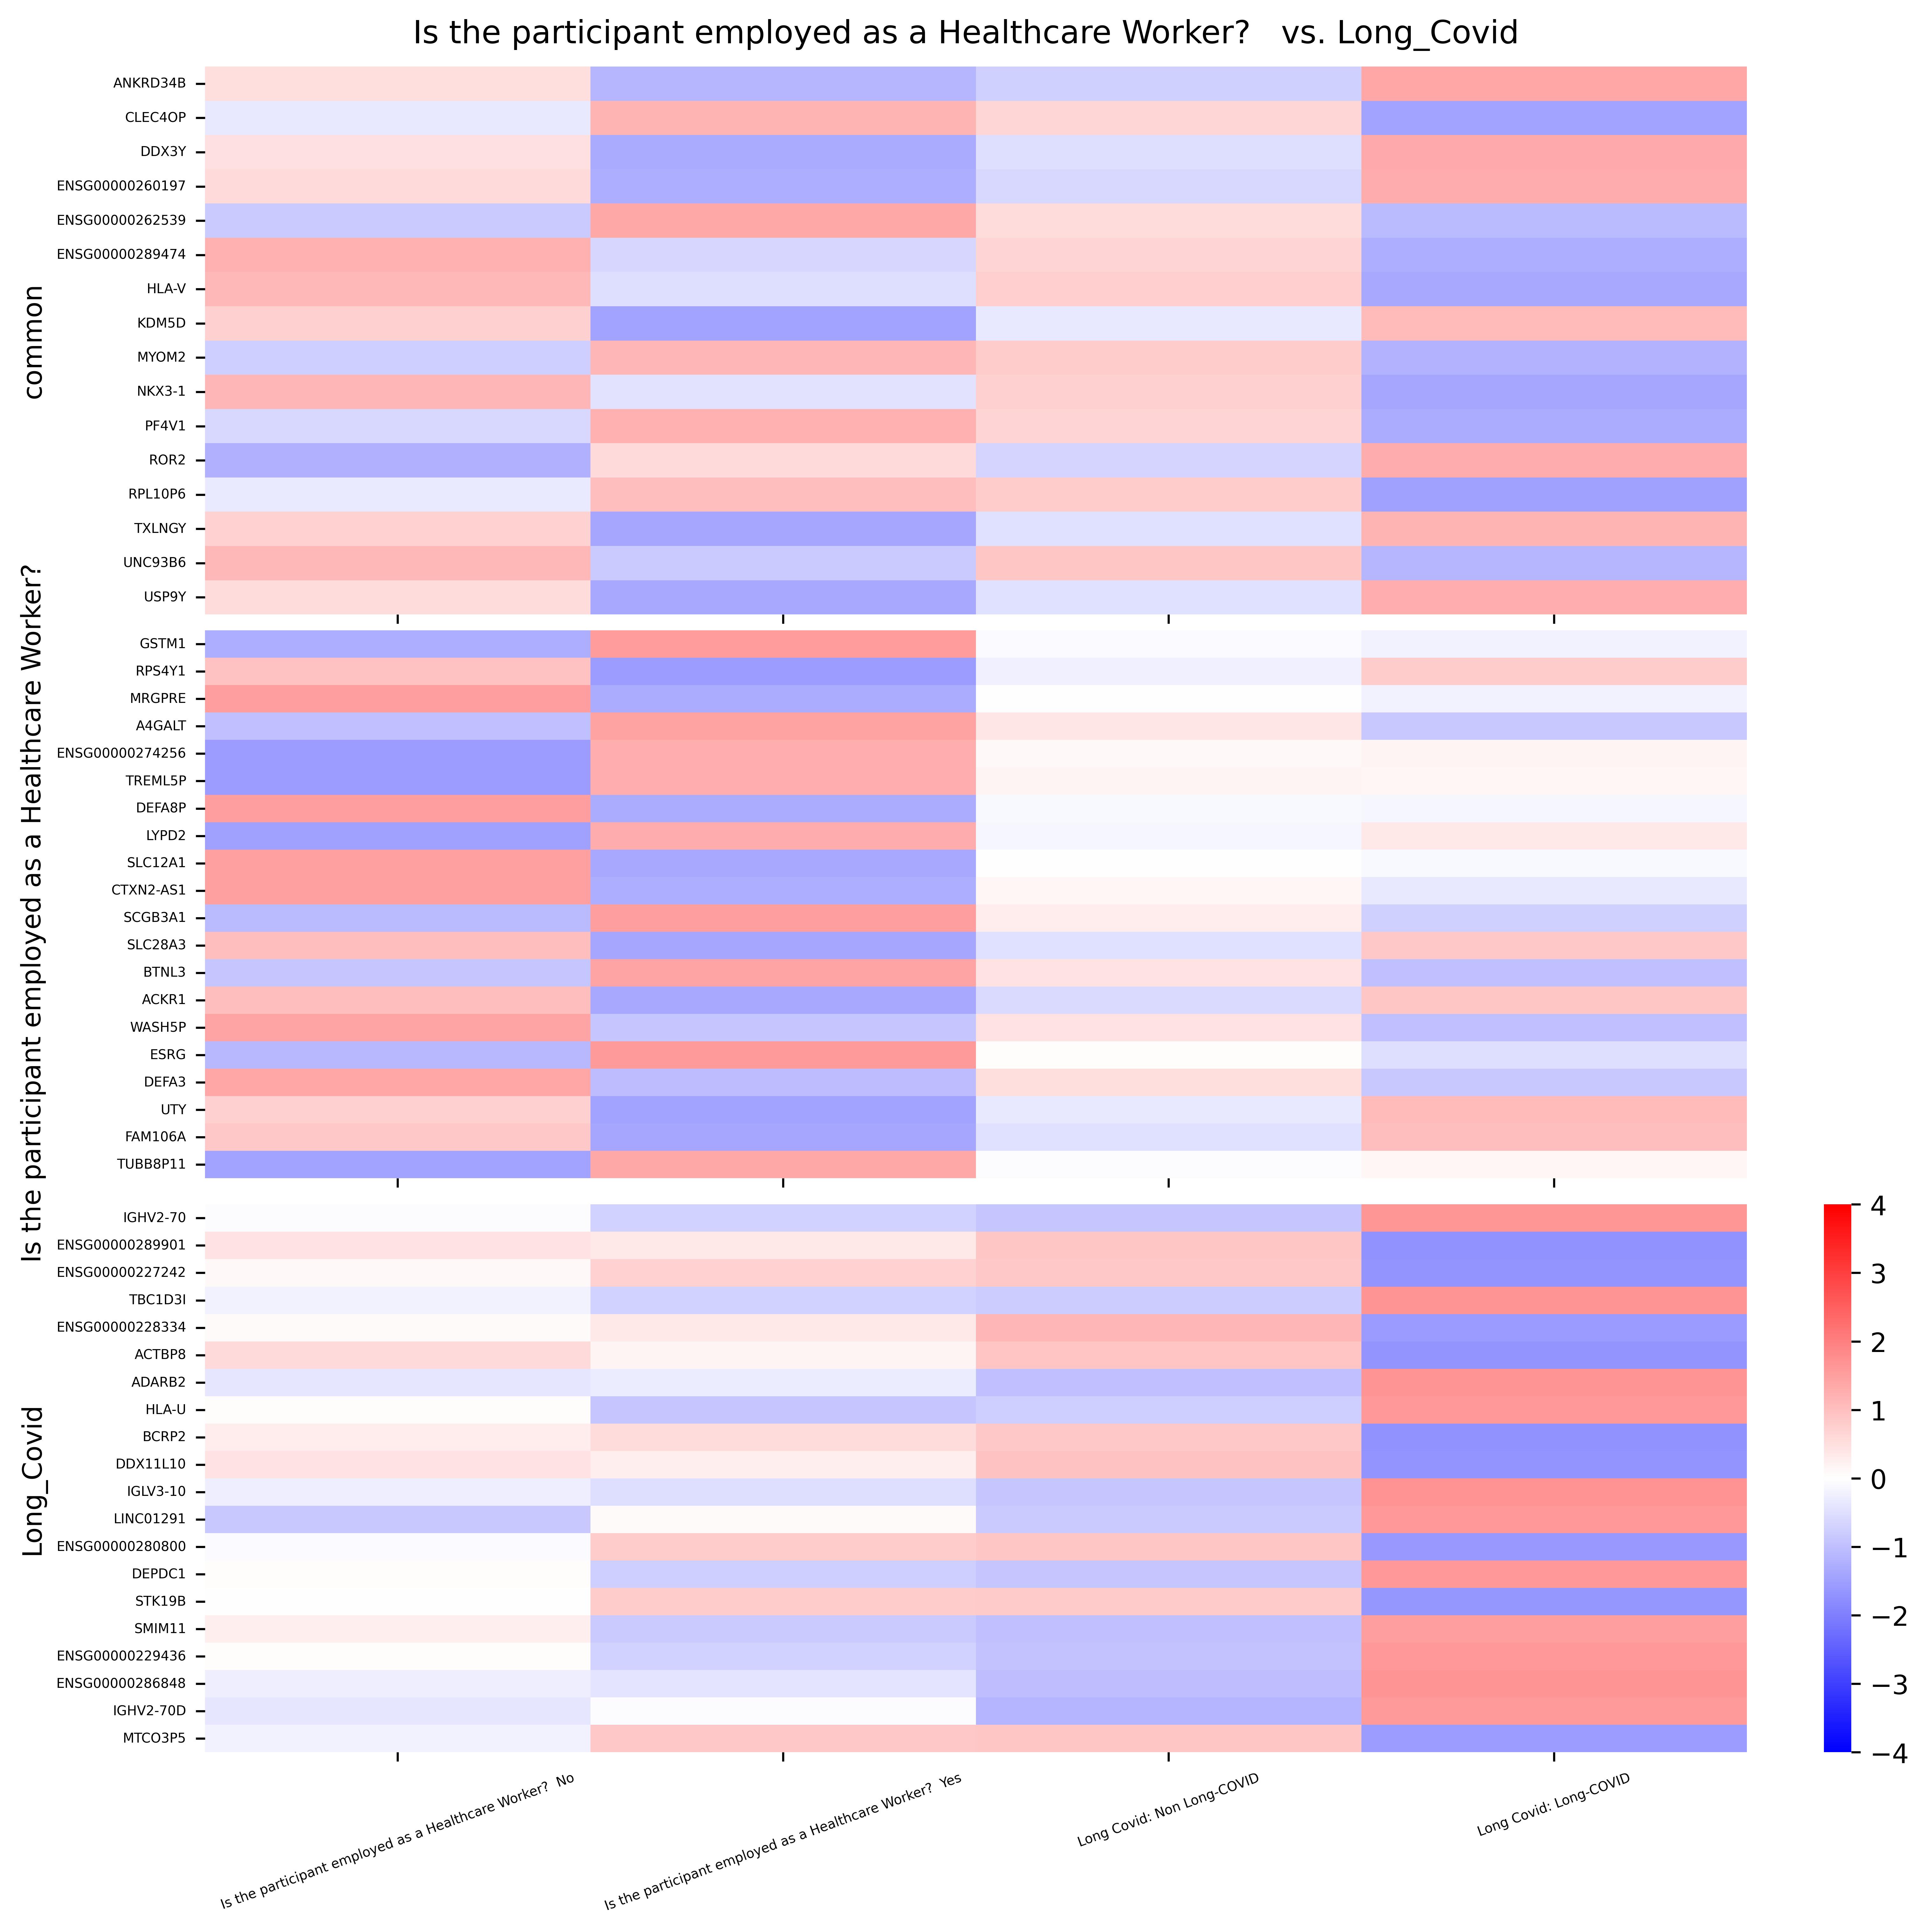 Is the participant employed as a Healthcare Worker?   vs. Long_Covid
common
ANKRD34B
CLEC4OP
DDX3Y
ENSG00000260197
ENSG00000262539
ENSG00000289474
HLA-V
KDM5D
MYOM2
NKX3-1
PF4V1
ROR2
RPL10P6
TXLNGY
UNC93B6
USP9Y
Is the participant employed as a Healthcare Worker?
GSTM1
RPS4Y1
MRGPRE
A4GALT
ENSG00000274256
TREML5P
DEFA8P
LYPD2
SLC12A1
CTXN2-AS1
SCGB3A1
SLC28A3
BTNL3
ACKR1
WASH5P
ESRG
DEFA3
UTY
FAM106A
TUBB8P11
Long_Covid
IGHV2-70
ENSG00000289901
ENSG00000227242
TBC1D3I
ENSG00000228334
ACTBP8
ADARB2
HLA-U
BCRP2
DDX11L10
IGLV3-10
LINC01291
ENSG00000280800
DEPDC1
STK19B
SMIM11
ENSG00000229436
ENSG00000286848
IGHV2-70D
MTCO3P5
4
3
2
1
0
−1
−2
−3
−4
Is the participant employed as a Healthcare Worker?  No
Is the participant employed as a Healthcare Worker?  Yes
Long Covid: Non Long-COVID
Long Covid: Long-COVID